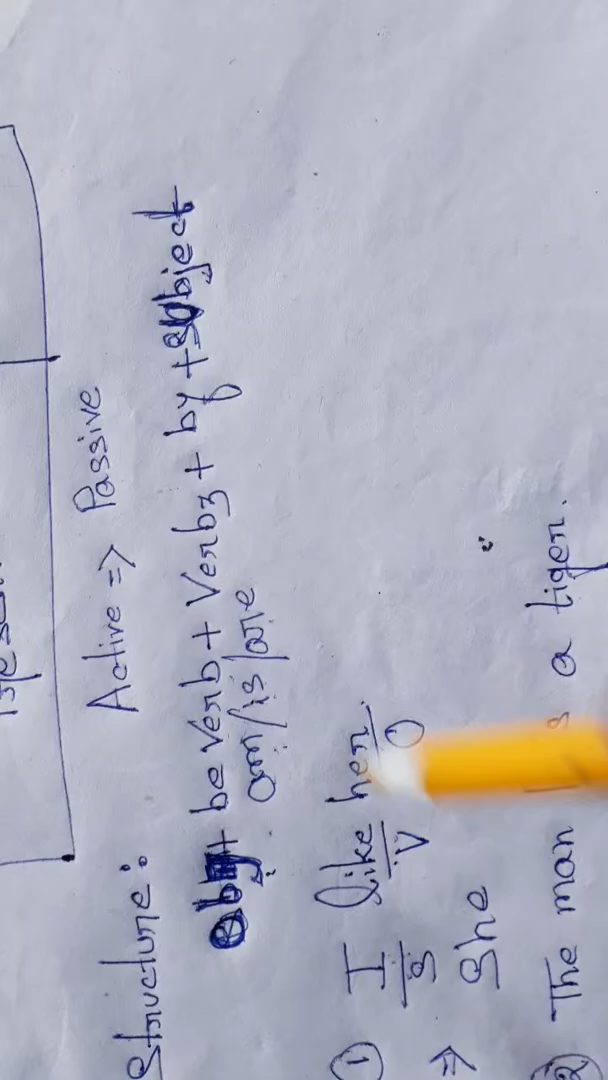 Structure:
Active => Passive
Obj + be verb + Verb3 + by + subject
am/is/are
① I like her.
S V O
=> She
② The man a tiger.